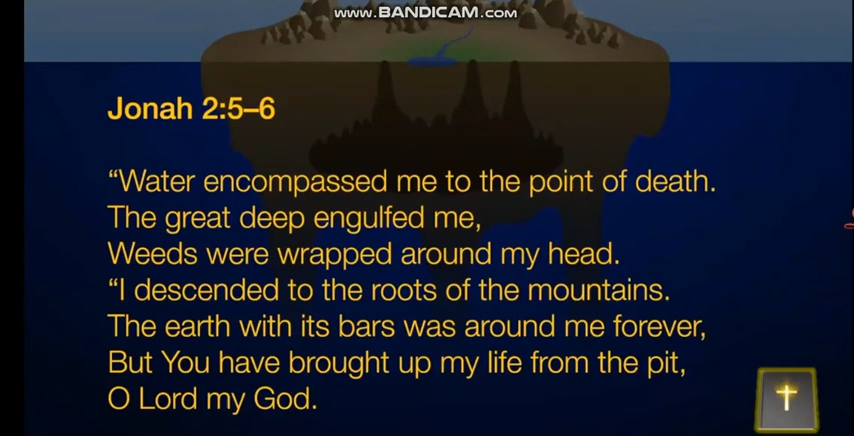 www.BANDICAM.com
Jonah 2:5–6
“Water encompassed me to the point of death.
The great deep engulfed me,
Weeds were wrapped around my head.
“I descended to the roots of the mountains.
The earth with its bars was around me forever,
But You have brought up my life from the pit,
O Lord my God.